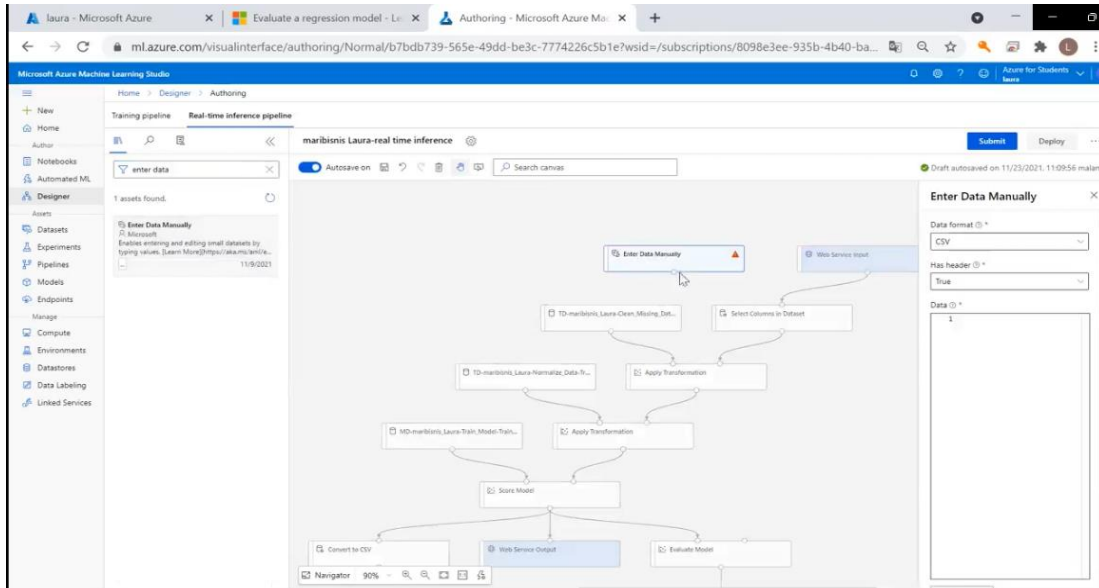 laura - Microsoft Azure
Evaluate a regression model - Le
Authoring - Microsoft Azure Ma
ml.azure.com/visualinterface/authoring/Normal/b7bdb739-565e-49dd-be3c-7774226c5b1e?wsid=/subscriptions/8098e3ee-935b-4b40-ba...
L
Microsoft Azure Machine Learning Studio
Azure for Students
laura
New
Home
Author
Notebooks
Automated ML
Designer
Assets
Datasets
Experiments
Pipelines
Models
Endpoints
Manage
Compute
Environments
Datastores
Data Labeling
Linked Services
Home > Designer > Authoring
Training pipeline Real-time inference pipeline
enter data
1 assets found.
Enter Data Manually
Microsoft
Enables entering and editing small datasets by
typing values. [Learn More](https://aka.ms/aml/e...
...
11/9/2021
maribisnis Laura-real time inference
Submit Deploy ...
Autosave on
Search canvas
Draft autosaved on 11/23/2021, 11:09:56 malam
Enter Data Manually
Web Service Input
TD-maribisnis_Laura-Clean_Missing_Dat...
Select Columns in Dataset
TD-maribisnis_Laura-Normalize_Data-Tr...
Apply Transformation
MD-maribisnis_Laura-Train_Model-Train...
Apply Transformation
Score Model
Convert to CSV
Web Service Output
Evaluate Model
Navigator 90%
Enter Data Manually
Data format *
CSV
Has header *
True
Data *
1